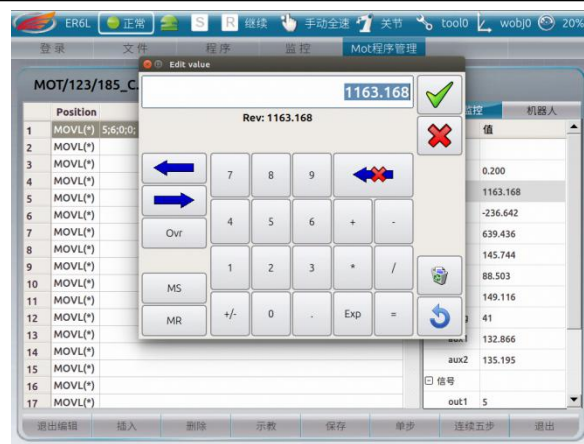 ER6L 正常 S R 继续 手动全速 关节 tool0 wobj0 20%
登录 文件 程序 监控 Mot程序管理
Edit value
MOT/123/185_C.
1163.168
Rev: 1163.168
监控 机器人
Position 值
1 MOVL(*) 5;6;0;0;
2 MOVL(*)
3 MOVL(*) 0.200
4 MOVL(*)
5 MOVL(*) 1163.168
6 MOVL(*) -236.642
7 MOVL(*) 639.436
8 MOVL(*) 145.744
9 MOVL(*) 88.503
10 MOVL(*)
11 MOVL(*) 149.116
12 MOVL(*) 41
13 MOVL(*) aux1 132.866
14 MOVL(*)
15 MOVL(*) aux2 135.195
16 MOVL(*) 信号
17 MOVL(*) out1 5
7 8 9
Ovr 4 5 6 + -
1 2 3 * /
MS
MR +/- 0 . Exp =
退出编辑 插入 删除 示教 保存 单步 连续五步 退出